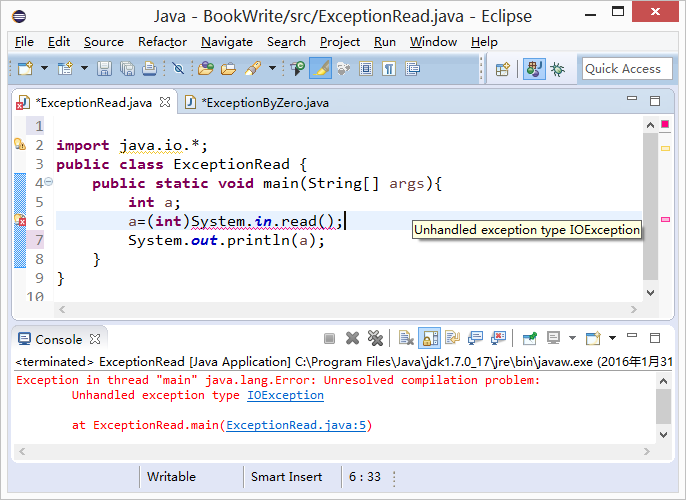 Java - BookWrite/src/ExceptionRead.java - Eclipse
File Edit Source Refactor Navigate Search Project Run Window Help
Quick Access
*ExceptionRead.java *ExceptionByZero.java
1
2 import java.io.*;
3 public class ExceptionRead {
4 public static void main(String[] args){
5 int a;
6 a=(int)System.in.read();
Unhandled exception type IOException
7 System.out.println(a);
8 }
9 }
10
Console
<terminated> ExceptionRead [Java Application] C:\Program Files\Java\jdk1.7.0_17\jre\bin\javaw.exe (2016年1月31
Exception in thread "main" java.lang.Error: Unresolved compilation problem:
Unhandled exception type IOException
at ExceptionRead.main(ExceptionRead.java:5)
Writable Smart Insert 6 : 33